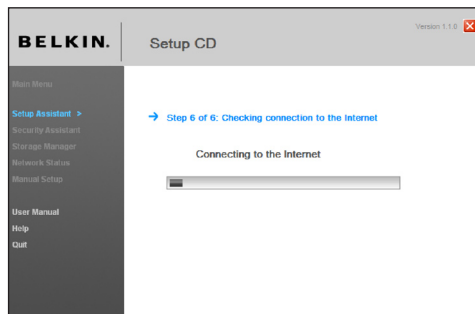 Version 1.1.0
BELKIN.
Setup CD
Main Menu
Setup Assistant >
Security Assistant
Storage Manager
Network Status
Manual Setup
User Manual
Help
Quit
Step 6 of 6: Checking connection to the Internet
Connecting to the Internet